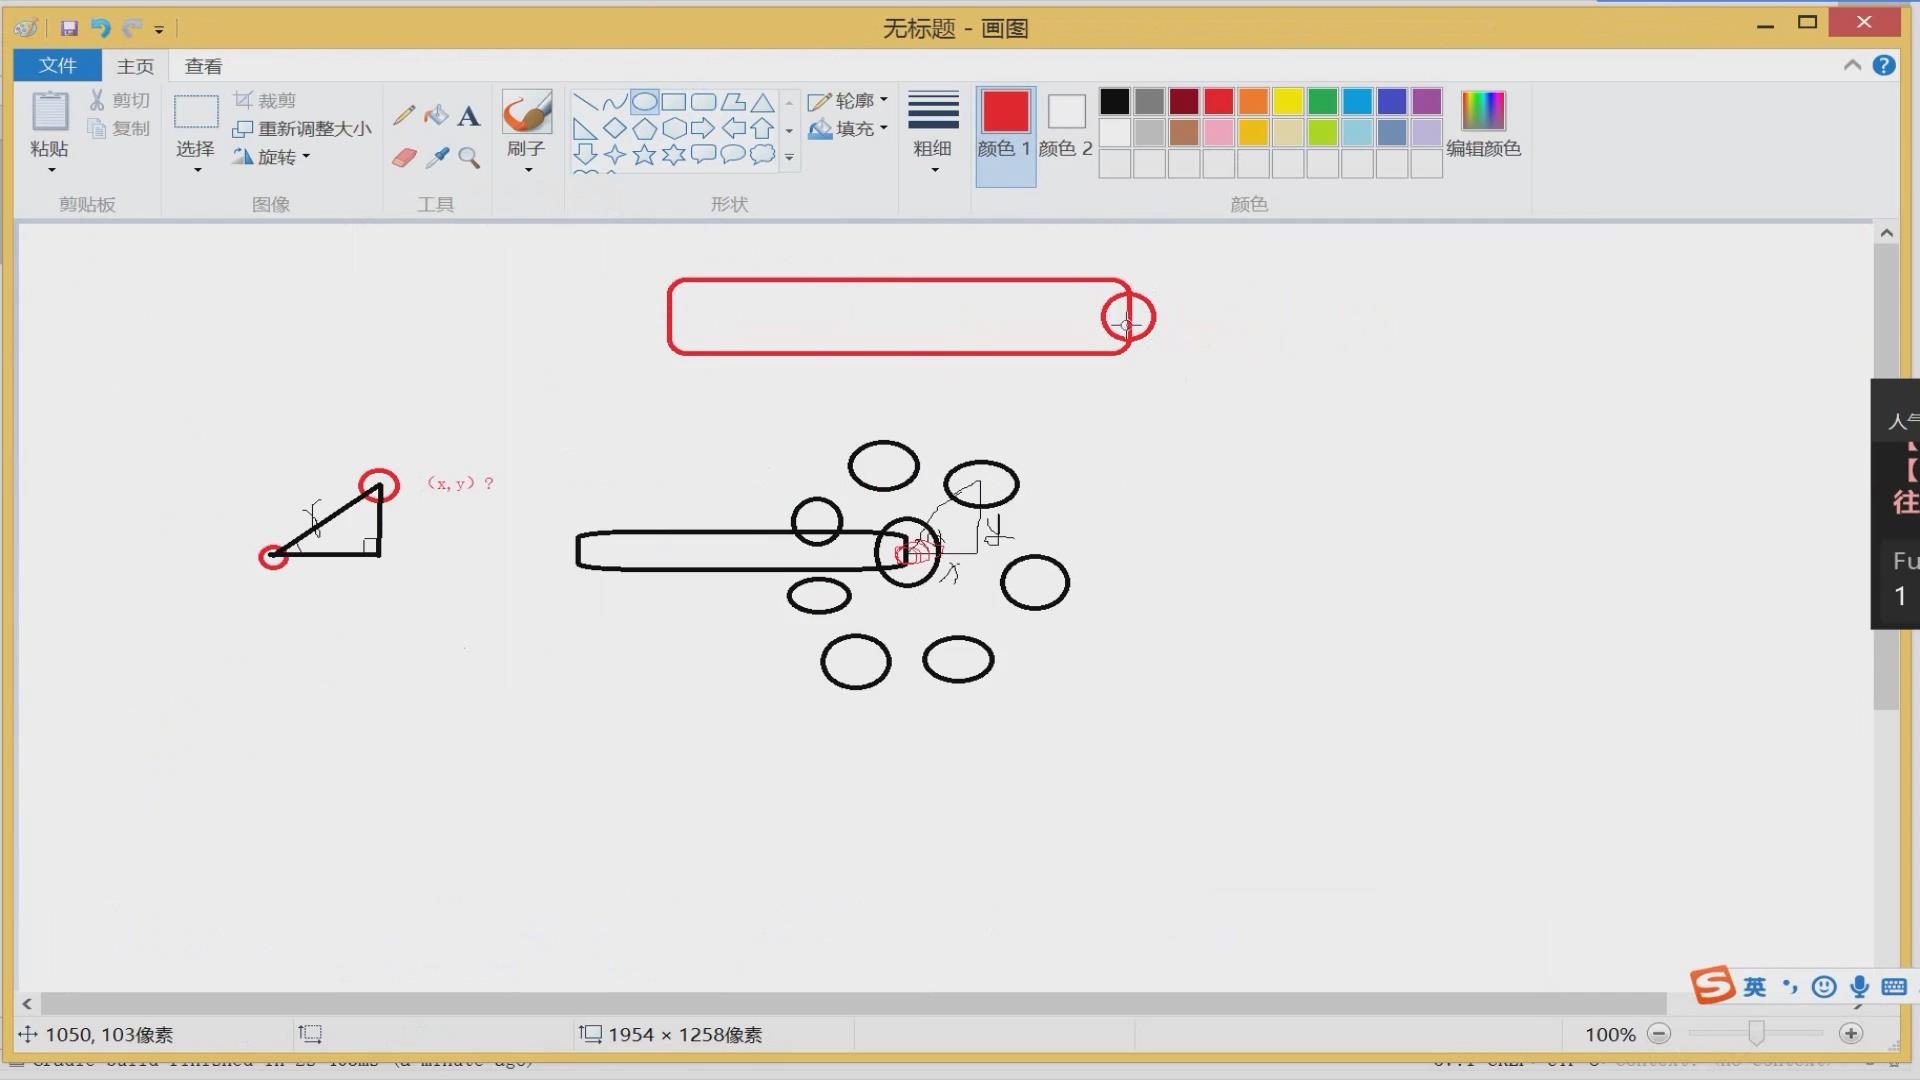 无标题 - 画图
文件 主页 查看
剪切
复制
粘贴
裁剪
重新调整大小
旋转
选择
A
刷子
轮廓
填充
粗细
颜色 1
颜色 2
编辑颜色
剪贴板
图像
工具
形状
颜色
(x,y)?
y
x
人气
【
往
Fu
1
英
1050, 103像素
1954 × 1258像素
100%